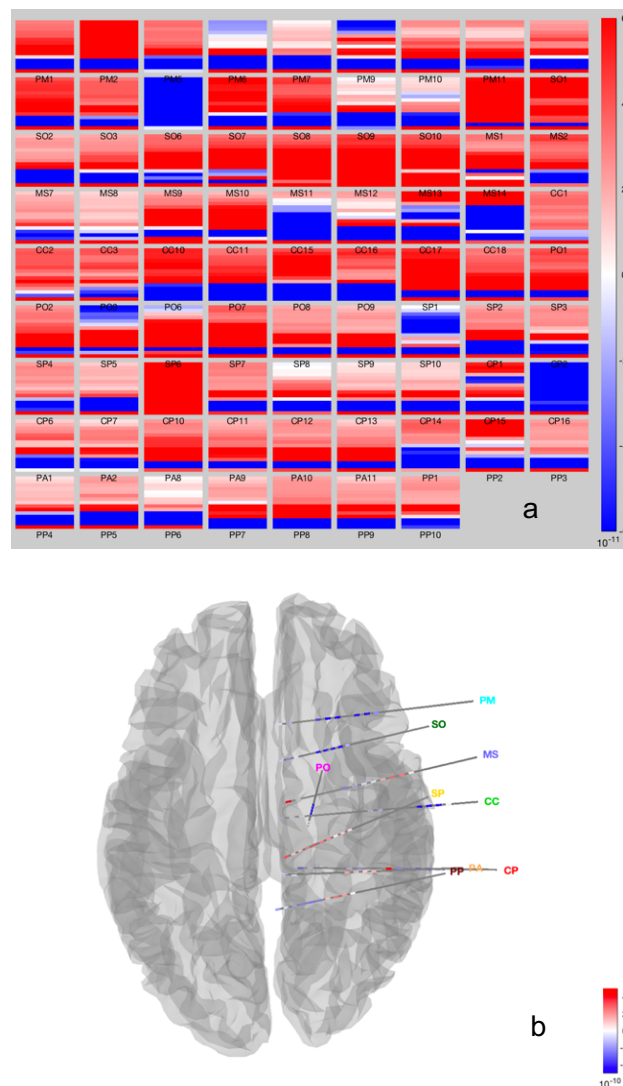 PM1 PM2 PM5 PM6 PM7 PM9 PM10 PM11 SO1
SO2 SO3 SO6 SO7 SO8 SO9 SO10 MS1 MS2
MS7 MS8 MS9 MS10 MS11 MS12 MS13 MS14 CC1
CC2 CC3 CC10 CC11 CC15 CC16 CC17 CC18 PO1
PO2 PO3 PO6 PO7 PO8 PO9 SP1 SP2 SP3
SP4 SP5 SP6 SP7 SP8 SP9 SP10 CP1 CP2
CP6 CP7 CP10 CP11 CP12 CP13 CP14 CP15 CP16
PA1 PA2 PA8 PA9 PA10 PA11 PP1 PP2 PP3
PP4 PP5 PP6 PP7 PP8 PP9 PP10
a
10⁻¹¹
PM
SO
MS
PO
SP
CC
PP PA CP
b
10⁻¹⁰